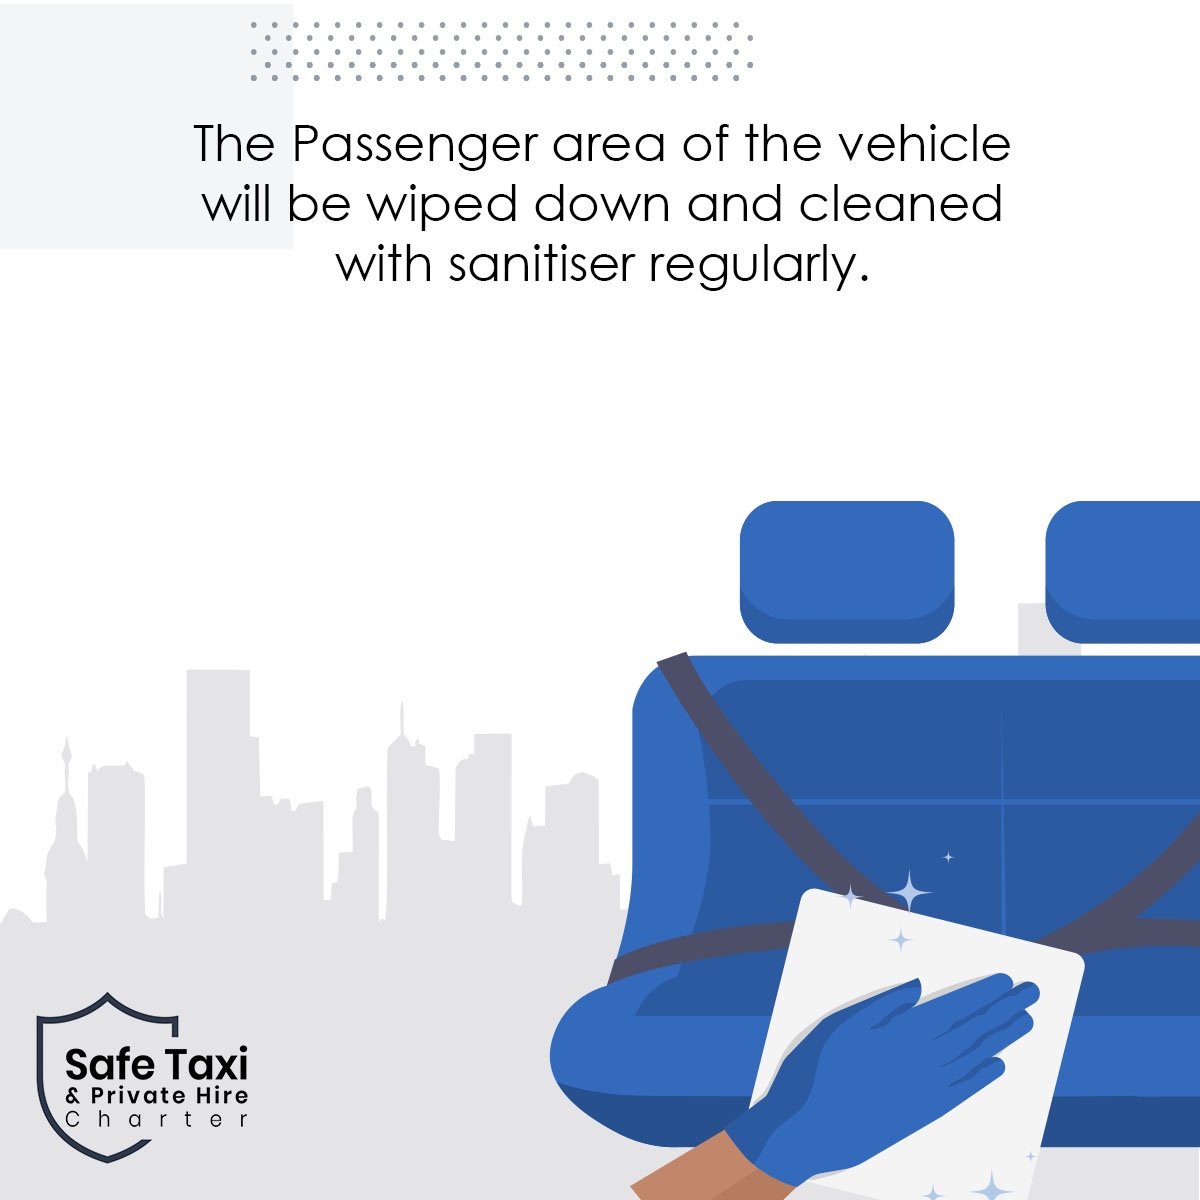 The Passenger area of the vehicle
will be wiped down and cleaned
with sanitiser regularly.
Safe Taxi
& Private Hire
Charter